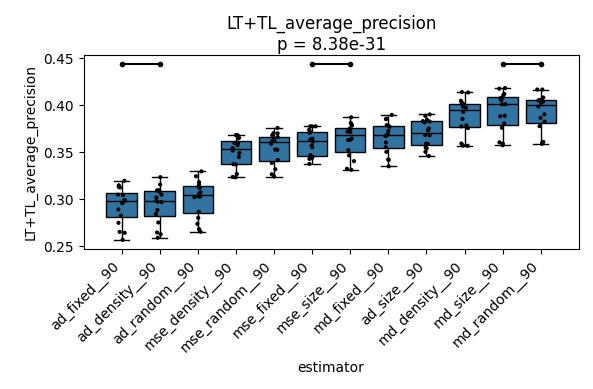 LT+TL_average_precision
p = 8.38e-31
LT+TL_average_precision
0.45
0.40
0.35
0.30
0.25
ad_fixed__90
ad_density__90
ad_random__90
mse_density__90
mse_random__90
mse_fixed__90
mse_size__90
md_fixed__90
ad_size__90
md_density__90
md_size__90
md_random__90
estimator